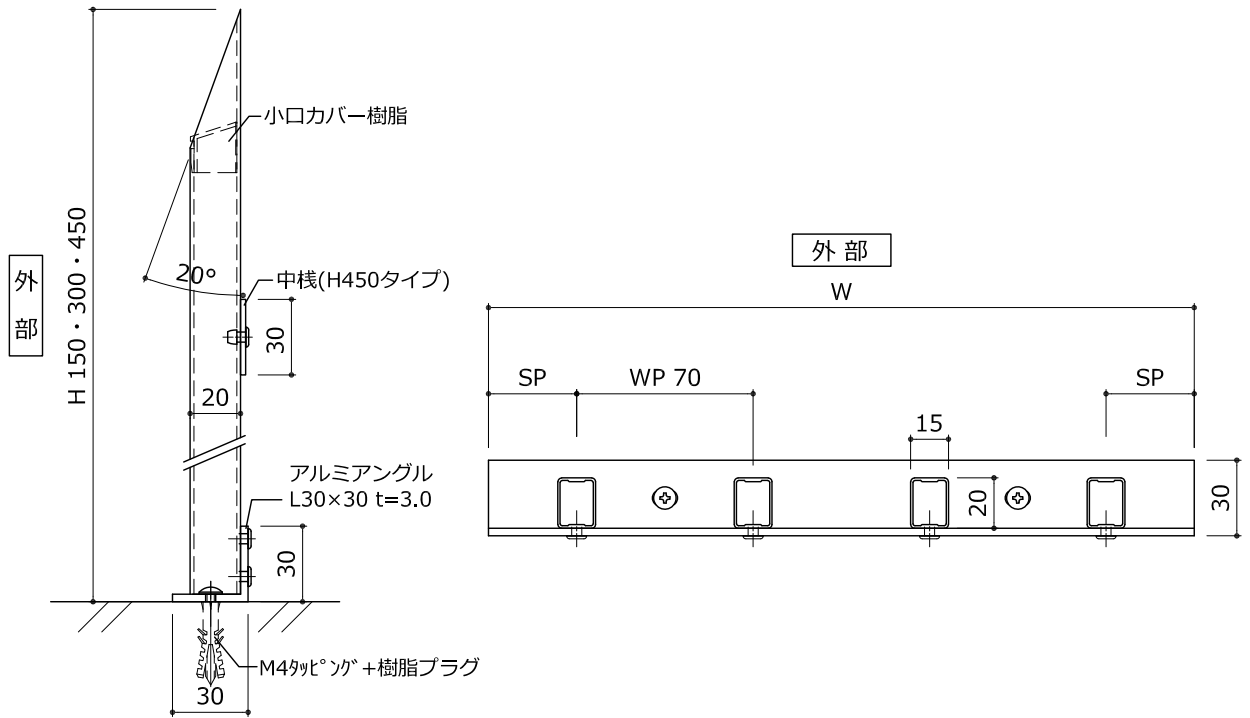 小口カバー樹脂
外
部
H 150・300・450
20°
中桟(H450タイプ)
30
20
アルミアングル
L30×30 t=3.0
30
M4ﾀｯﾋﾟﾝｸﾞ+樹脂プラグ
30
外部
W
SP
WP 70
SP
15
20
30